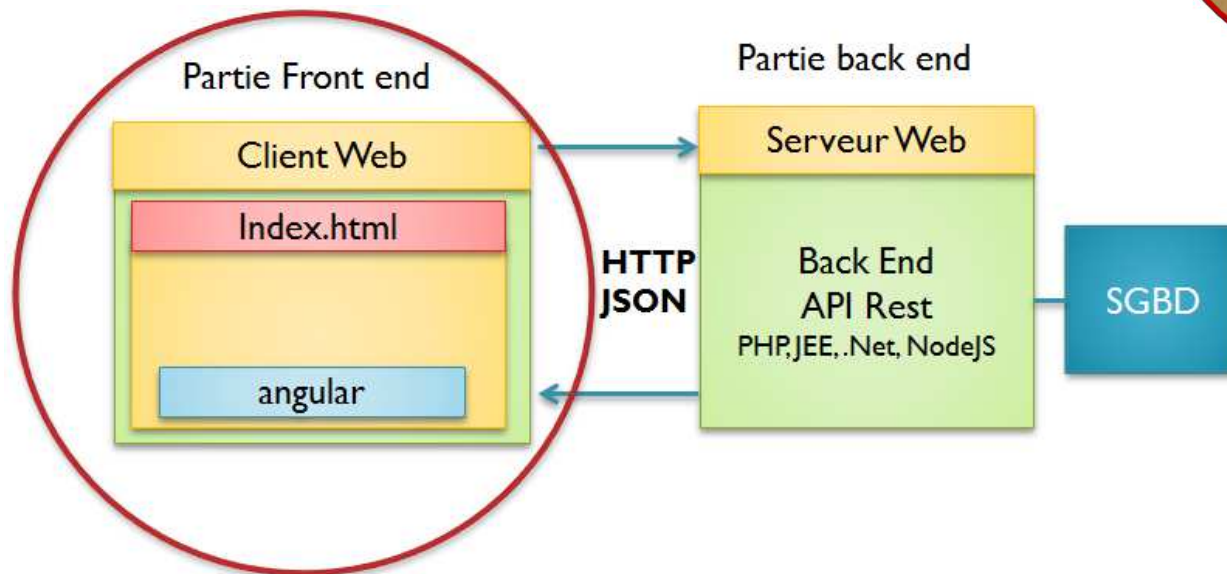 Partie Front end
Client Web
Index.html
angular
HTTP
JSON
Partie back end
Serveur Web
Back End
API Rest
PHP, JEE, .Net, NodeJS
SGBD